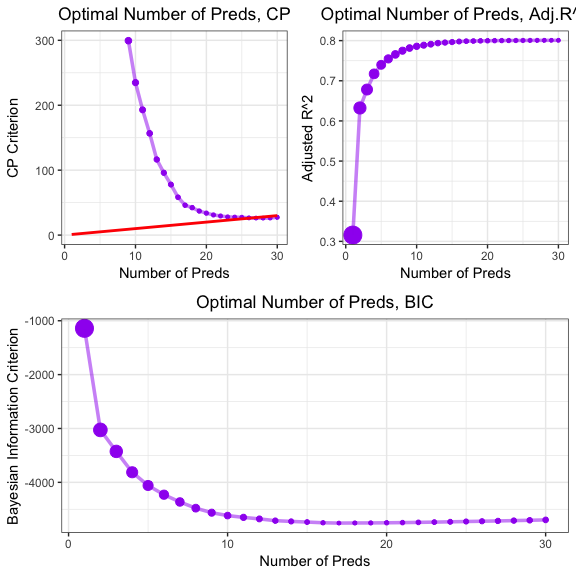 Optimal Number of Preds, CP
300
200
100
0
0
10
20
30
Number of Preds
CP Criterion
Optimal Number of Preds, Adj.R^
0.8
0.7
0.6
0.5
0.4
0.3
0
10
20
30
Number of Preds
Adjusted R^2
Optimal Number of Preds, BIC
-1000
-2000
-3000
-4000
0
10
20
30
Number of Preds
Bayesian Information Criterion